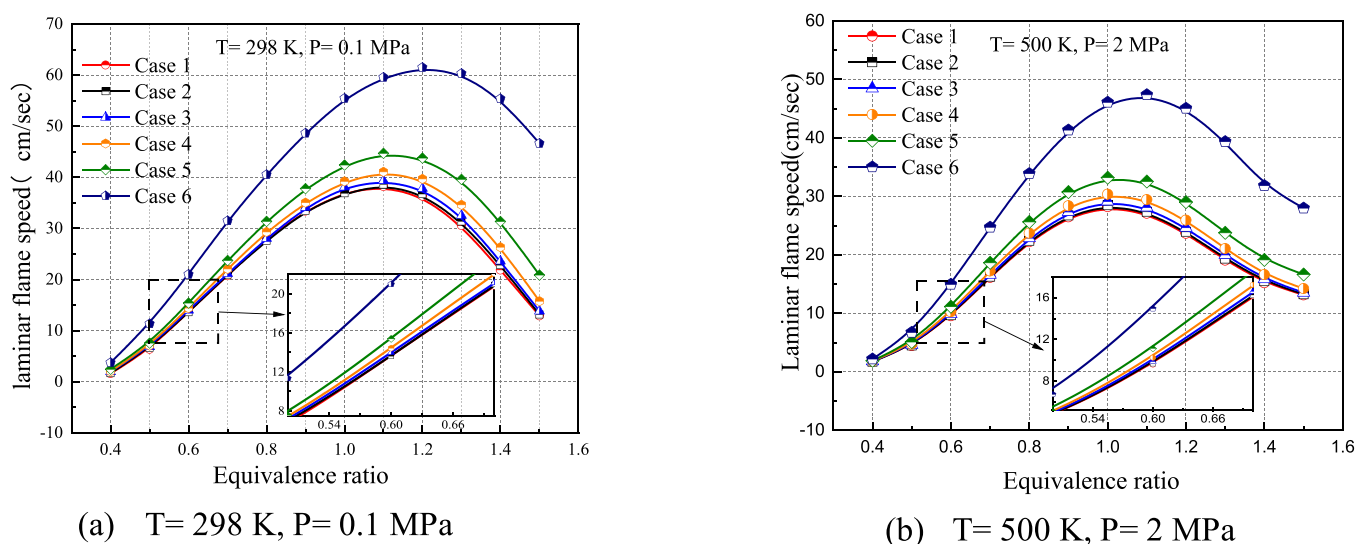 70
60
50
40
30
20
10
0
-10
laminar flame speed( cm/sec)
T= 298 K, P= 0.1 MPa
Case 1
Case 2
Case 3
Case 4
Case 5
Case 6
20
16
12
8
0.54 0.60 0.66
0.4 0.6 0.8 1.0 1.2 1.4 1.6
Equivalence ratio
(a) T= 298 K, P= 0.1 MPa
60
50
40
30
20
10
0
-10
Laminar flame speed(cm/sec)
T= 500 K, P= 2 MPa
Case 1
Case 2
Case 3
Case 4
Case 5
Case 6
16
12
8
0.54 0.60 0.66
0.4 0.6 0.8 1.0 1.2 1.4 1.6
Equivalence ratio
(b) T= 500 K, P= 2 MPa